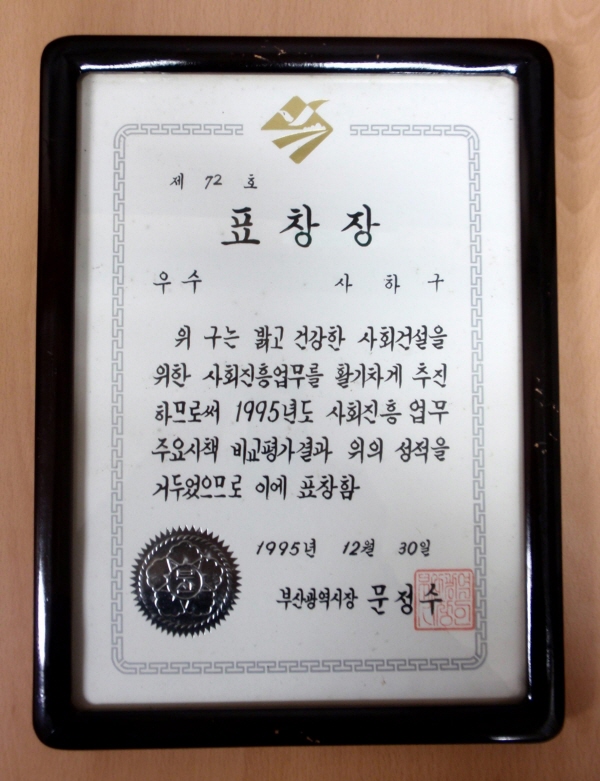 제 72 호
표창장
우수 사하구
위 구는 밝고 건강한 사회건설을
위한 사회진흥업무를 활기차게 추진
하므로써 1995년도 사회진흥 업무
주요시책 비교평가결과 위의 성적을
거두었으므로 이에 표창함
1995년 12월 30일
부산광역시장 문정수